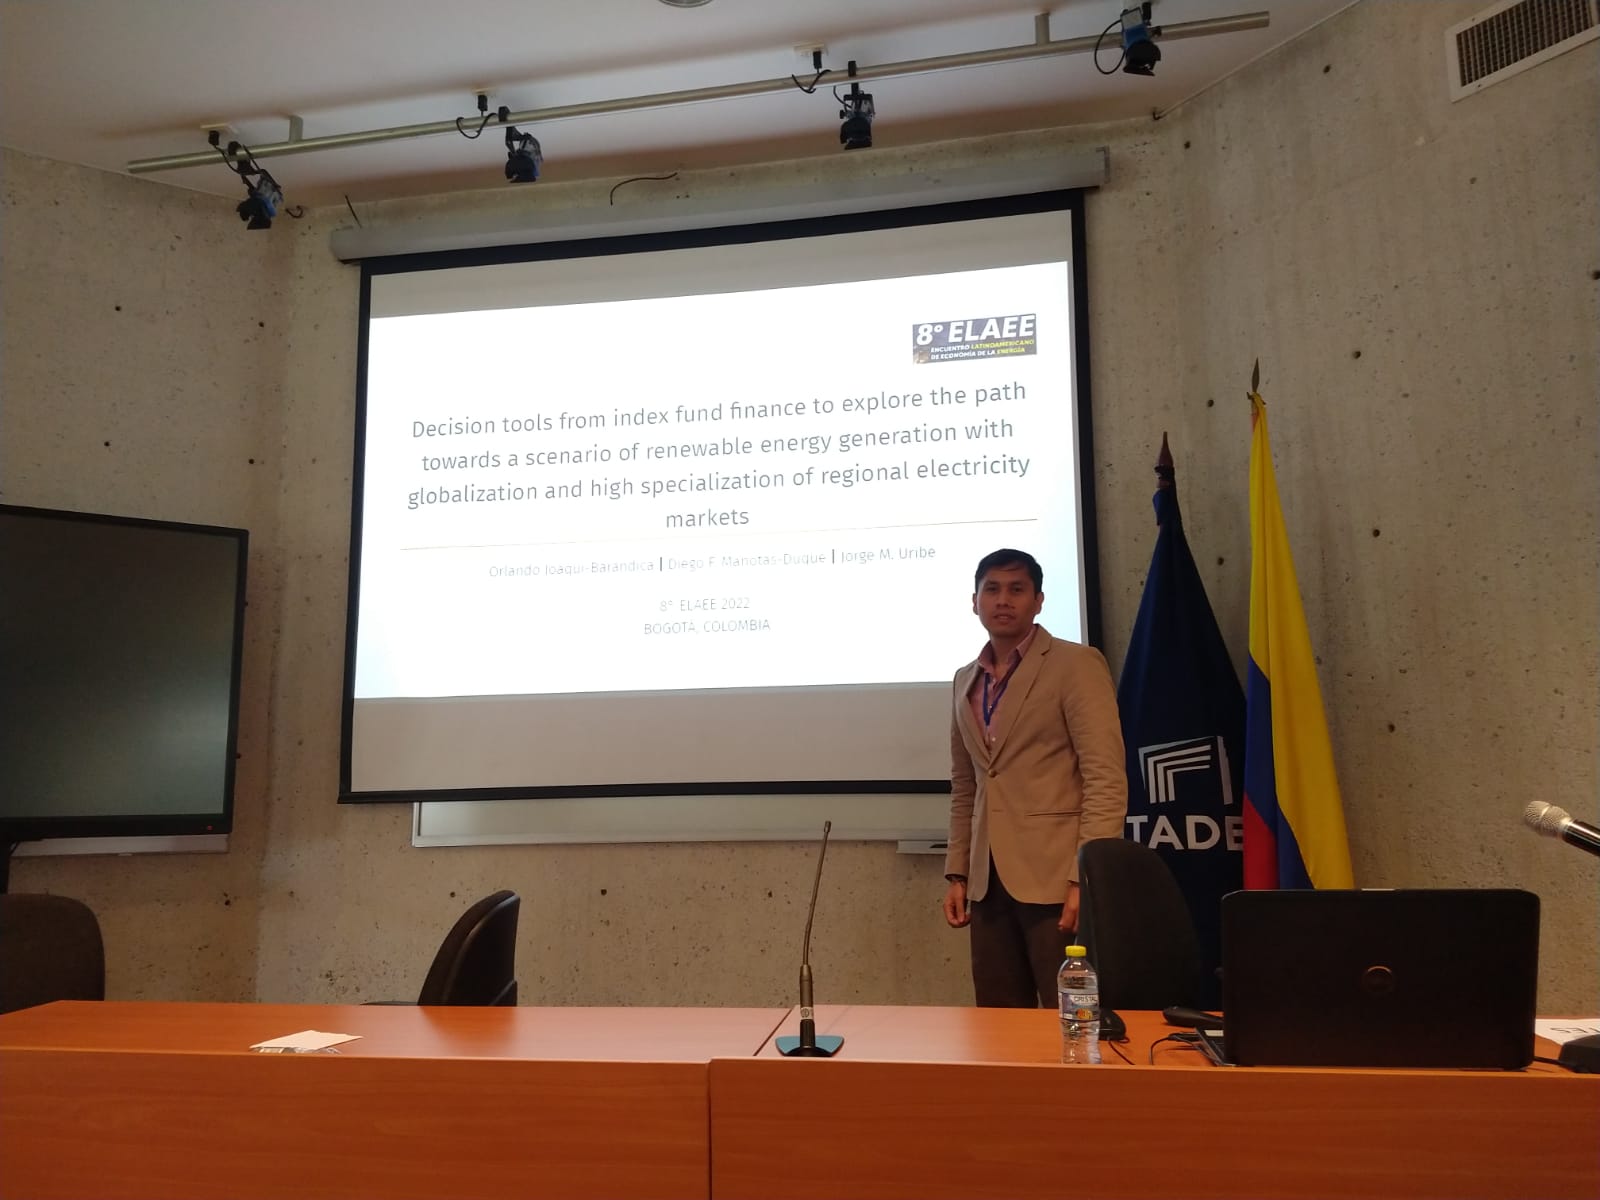 8° ELAEE
ENCUENTRO LATINOAMERICANO
DE ECONOMÍA DE LA ENERGÍA
Decision tools from index fund finance to explore the path
towards a scenario of renewable energy generation with
globalization and high specialization of regional electricity
markets
Orlando Joaqui-Barandica | Diego F. Manotas-Duque | Jorge M. Uribe
8° ELAEE 2022
BOGOTÁ, COLOMBIA
TADE
CRISTAL